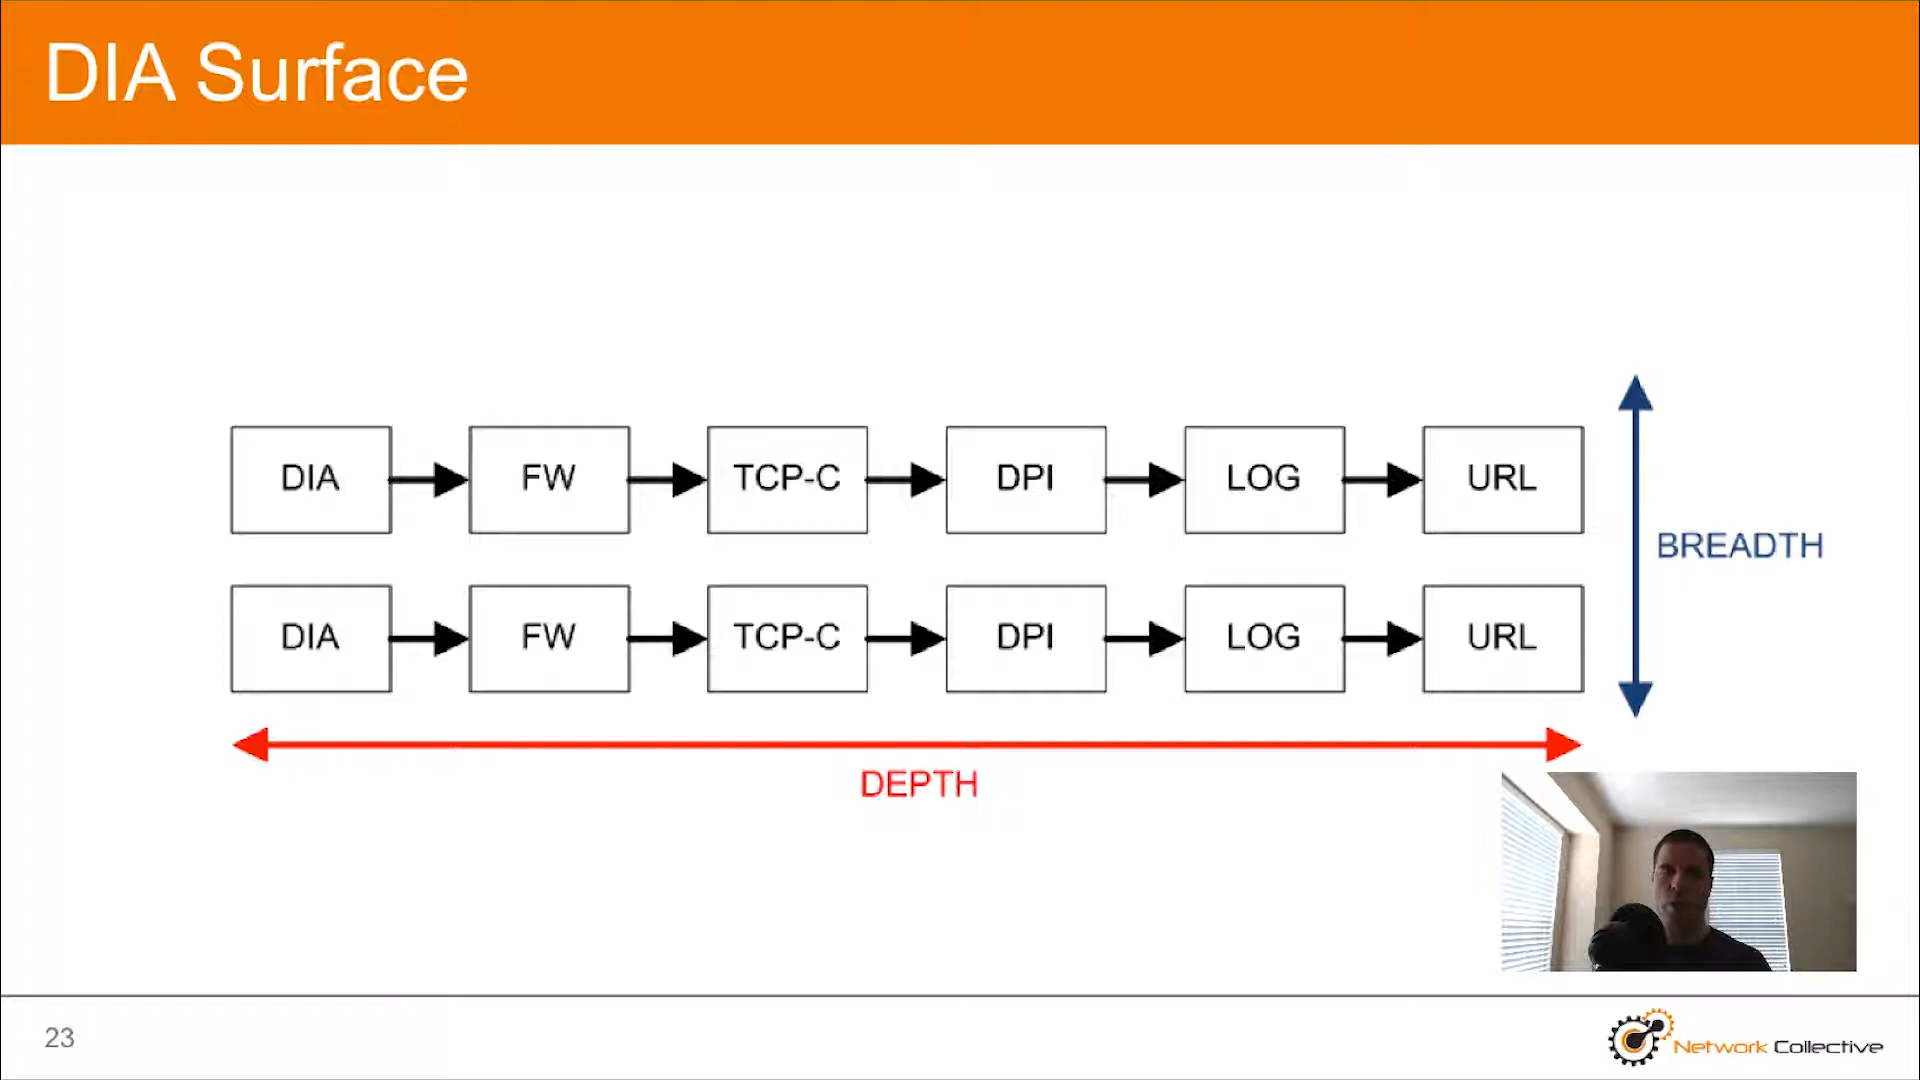 DIA Surface
DIA FW TCP-C DPI LOG URL
BREADTH
DIA FW TCP-C DPI LOG URL
DEPTH
23
Network Collective